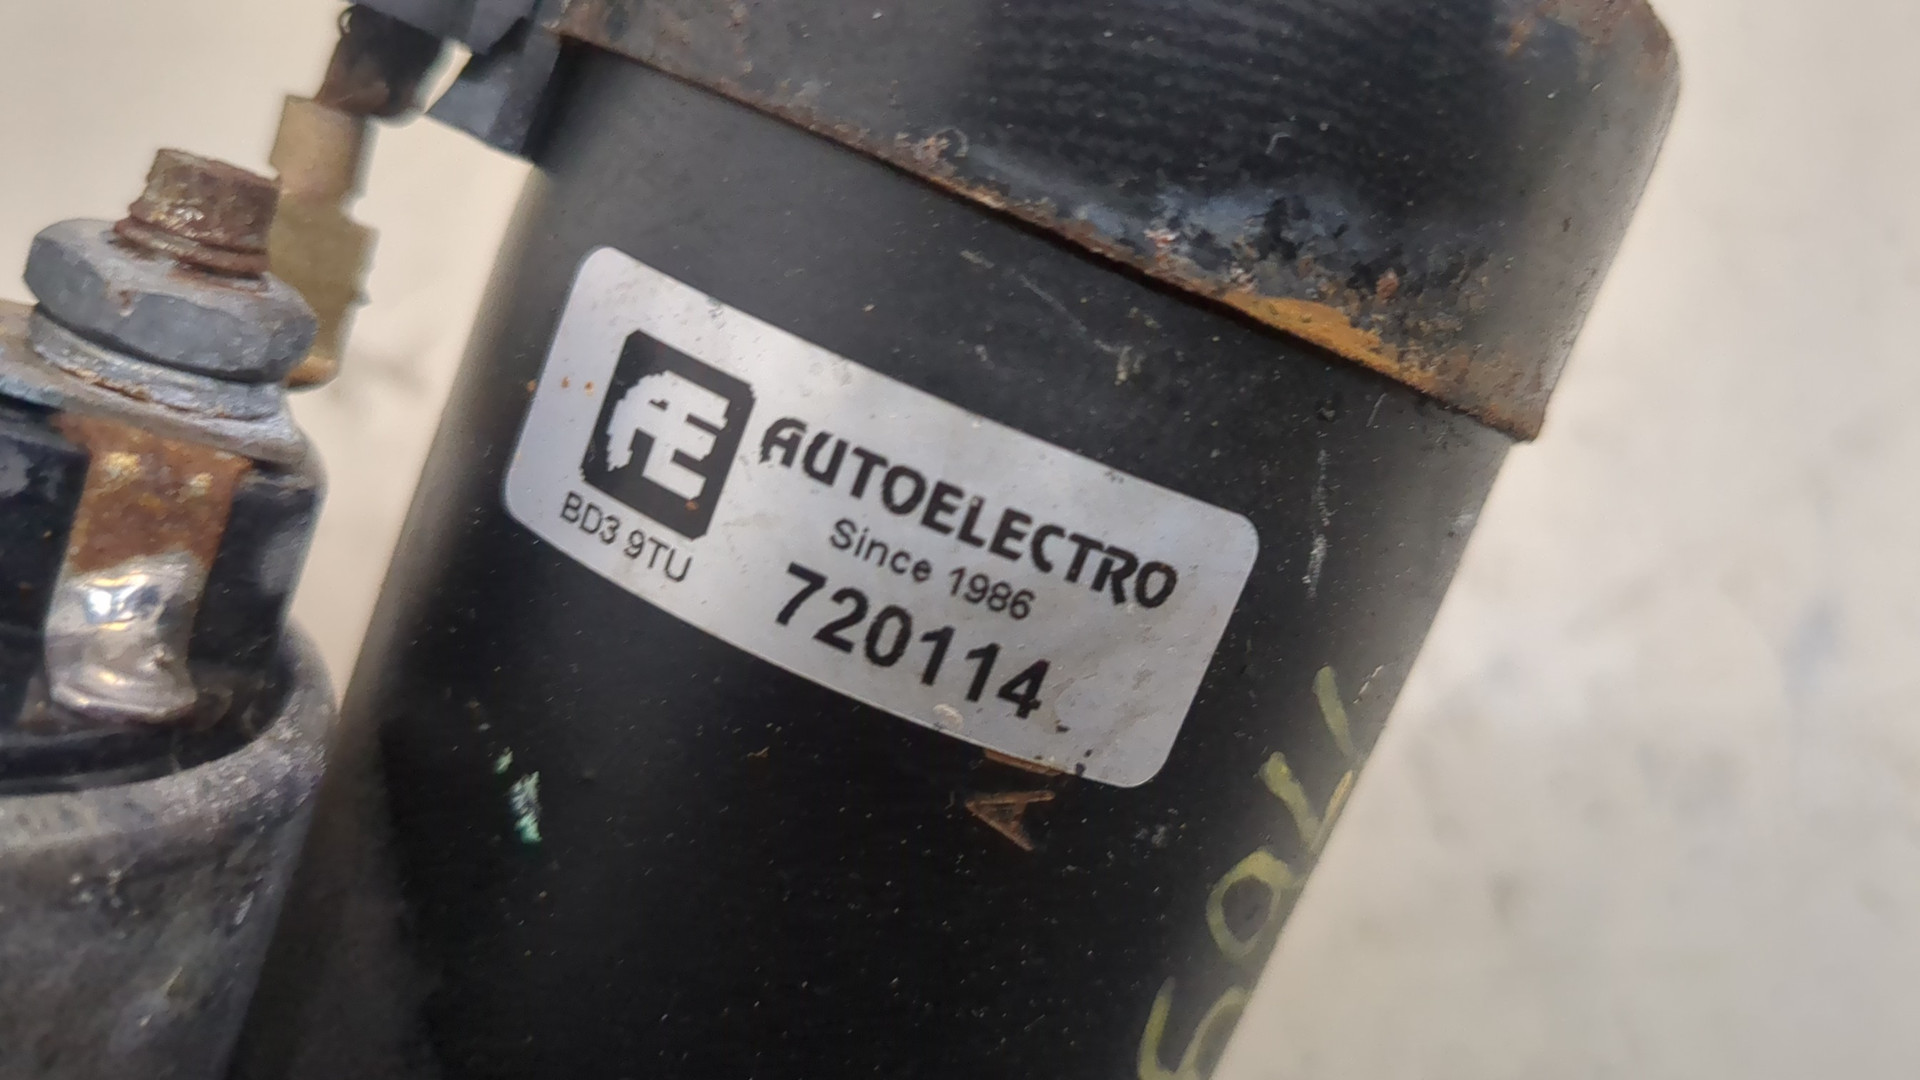 Æ AUTOELECTRO
Since 1986
BD3 9TU
720114